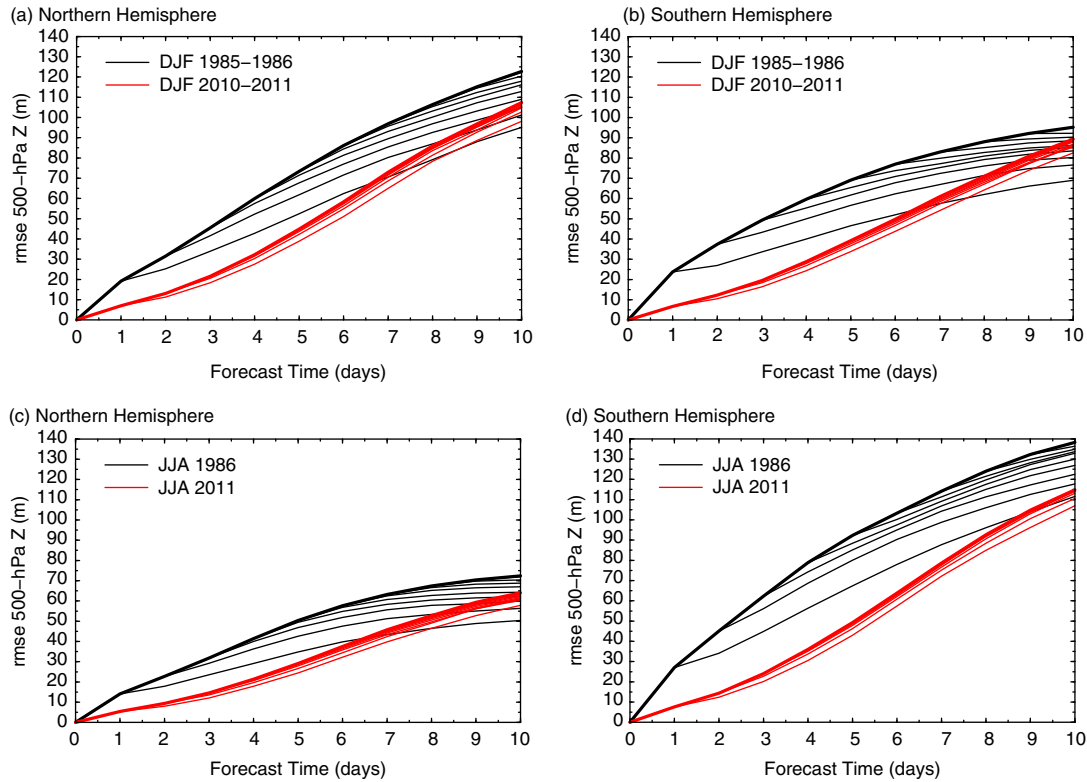 (a) Northern Hemisphere
rmse 500-hPa Z (m)
140
130
120
110
100
90
80
70
60
50
40
30
20
10
0
DJF 1985-1986
DJF 2010-2011
0 1 2 3 4 5 6 7 8 9 10
Forecast Time (days)
(b) Southern Hemisphere
rmse 500-hPa Z (m)
140
130
120
110
100
90
80
70
60
50
40
30
20
10
0
DJF 1985-1986
DJF 2010-2011
0 1 2 3 4 5 6 7 8 9 10
Forecast Time (days)
(c) Northern Hemisphere
rmse 500-hPa Z (m)
140
130
120
110
100
90
80
70
60
50
40
30
20
10
0
JJA 1986
JJA 2011
0 1 2 3 4 5 6 7 8 9 10
Forecast Time (days)
(d) Southern Hemisphere
rmse 500-hPa Z (m)
140
130
120
110
100
90
80
70
60
50
40
30
20
10
0
JJA 1986
JJA 2011
0 1 2 3 4 5 6 7 8 9 10
Forecast Time (days)